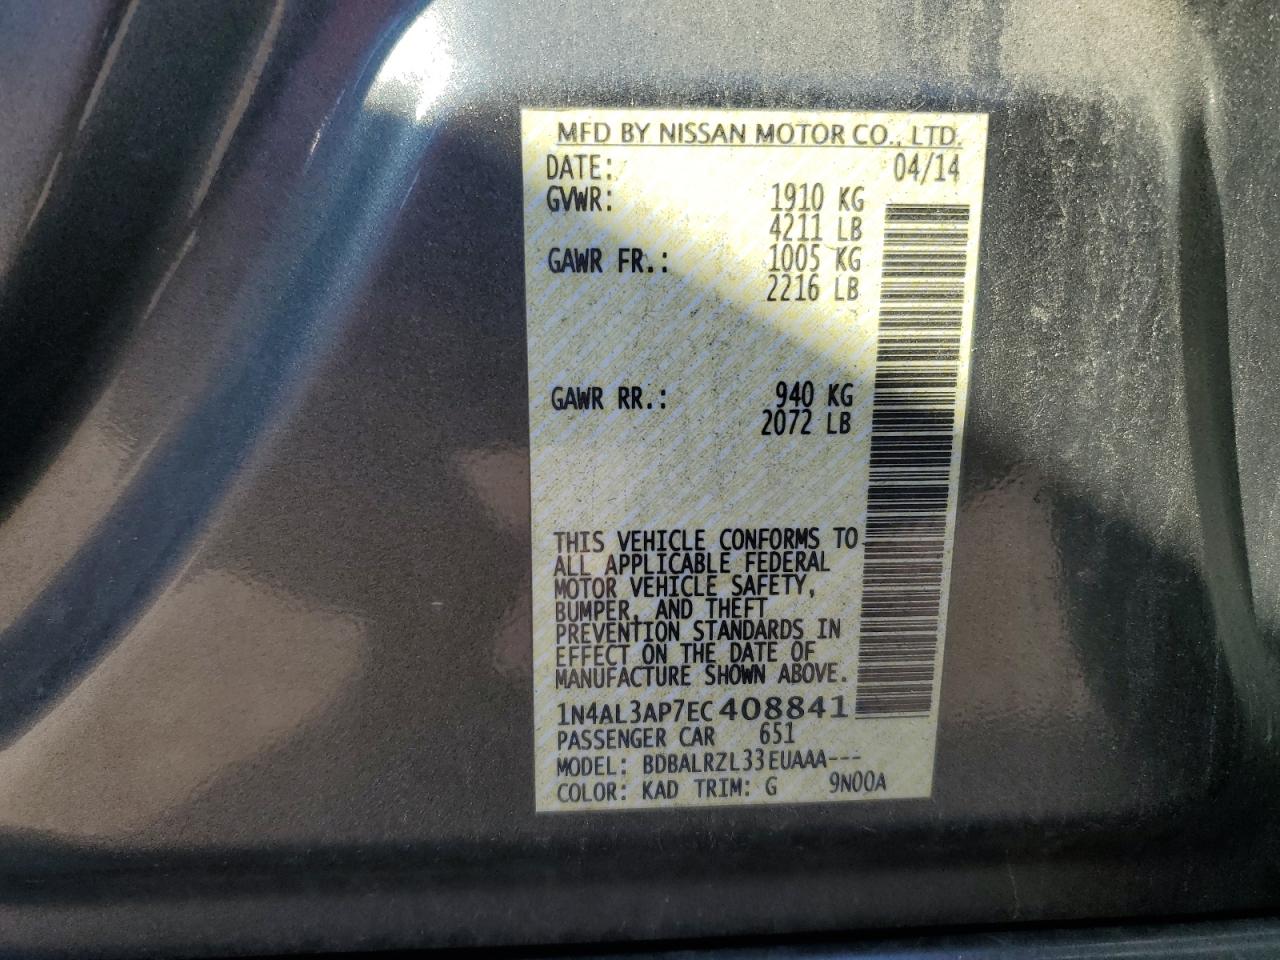 MFD BY NISSAN MOTOR CO., LTD.
DATE: 04/14
GVWR: 1910 KG
4211 LB
GAWR FR.: 1005 KG
2216 LB
GAWR RR.: 940 KG
2072 LB
THIS VEHICLE CONFORMS TO
ALL APPLICABLE FEDERAL
MOTOR VEHICLE SAFETY,
BUMPER, AND THEFT
PREVENTION STANDARDS IN
EFFECT ON THE DATE OF
MANUFACTURE SHOWN ABOVE.
1N4AL3AP7EC408841
PASSENGER CAR 651
MODEL: BDBALRZL33EUAAA---
COLOR: KAD TRIM: G 9N00A